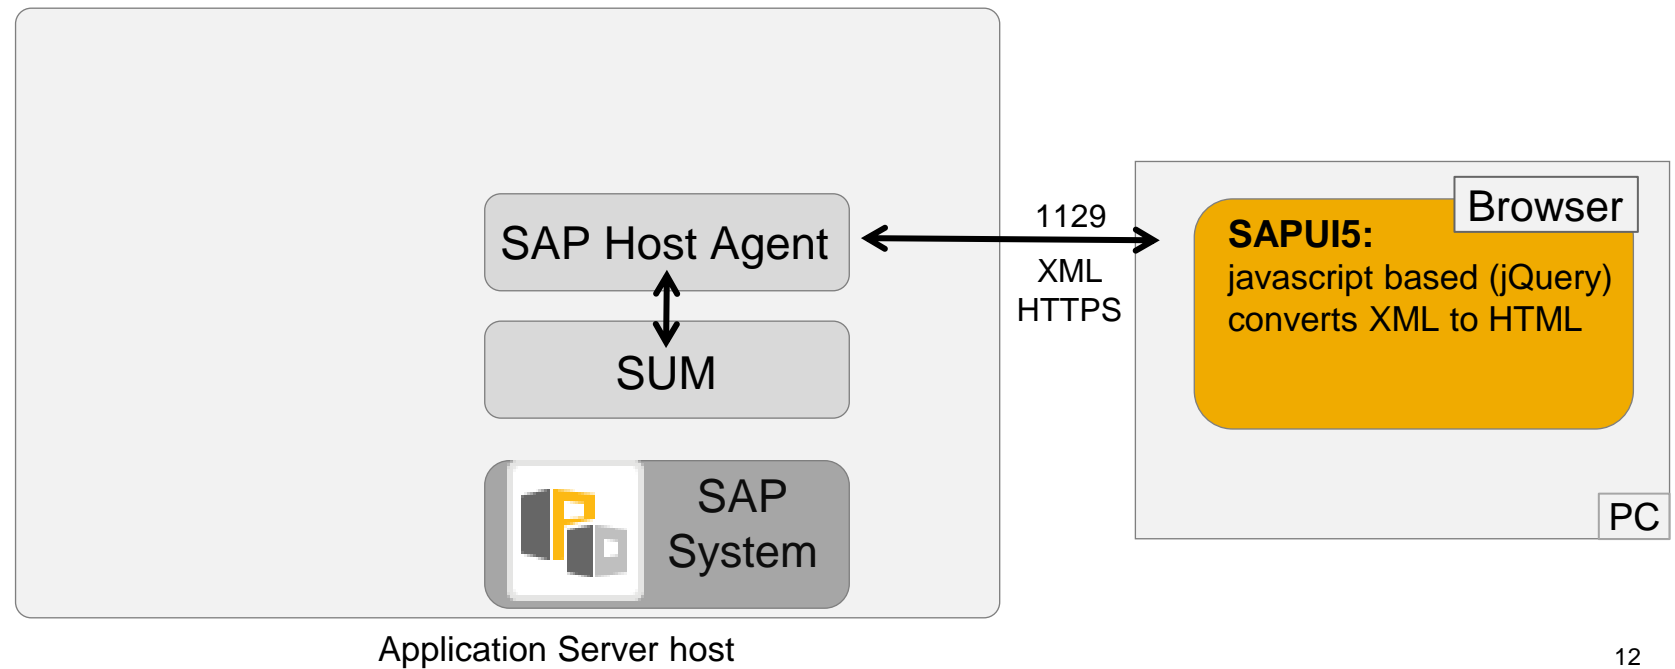 SAP Host Agent
SUM
SAP
System
Application Server host
1129
XML
HTTPS
Browser
SAPUI5:
javascript based (jQuery)
converts XML to HTML
PC
12